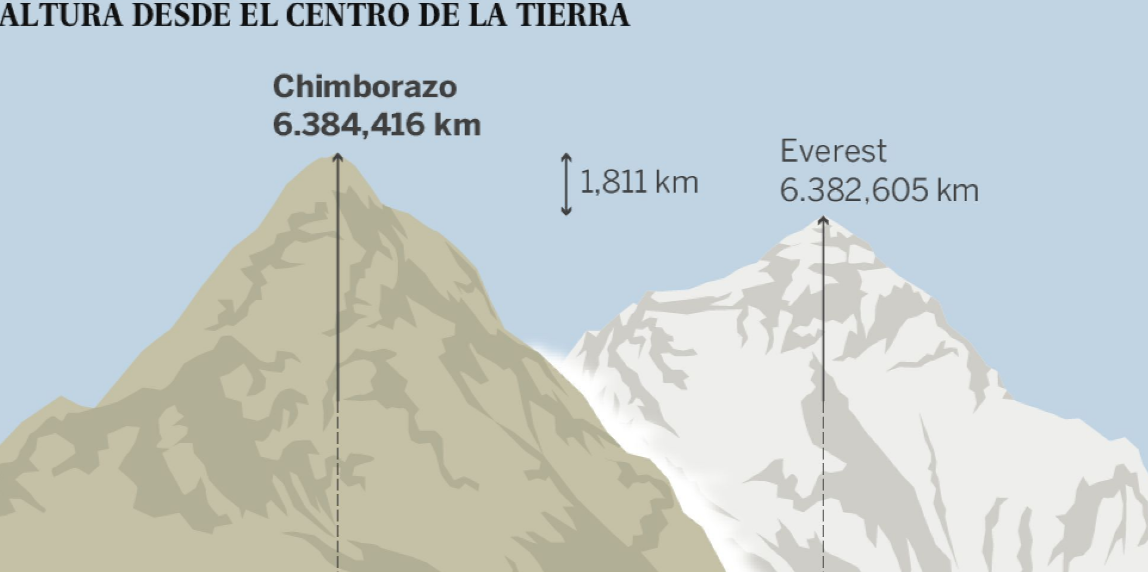 ALTURA DESDE EL CENTRO DE LA TIERRA
Chimborazo
6.384,416 km
1,811 km
Everest
6.382,605 km